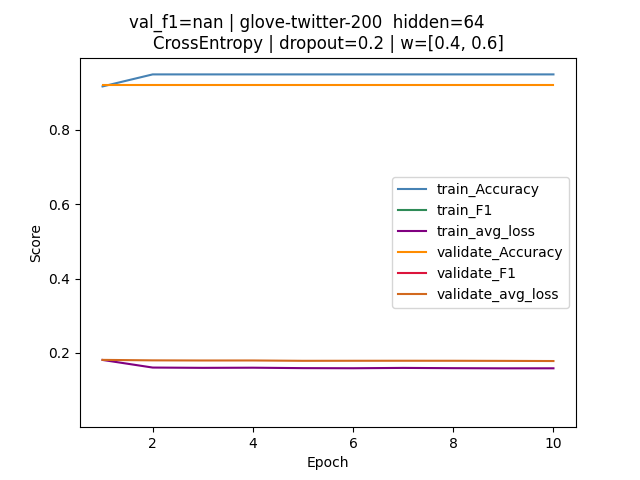 val_f1=nan | glove-twitter-200  hidden=64
CrossEntropy | dropout=0.2 | w=[0.4, 0.6]
0.8
0.6
0.4
0.2
Score
train_Accuracy
train_F1
train_avg_loss
validate_Accuracy
validate_F1
validate_avg_loss
2
4
6
8
10
Epoch